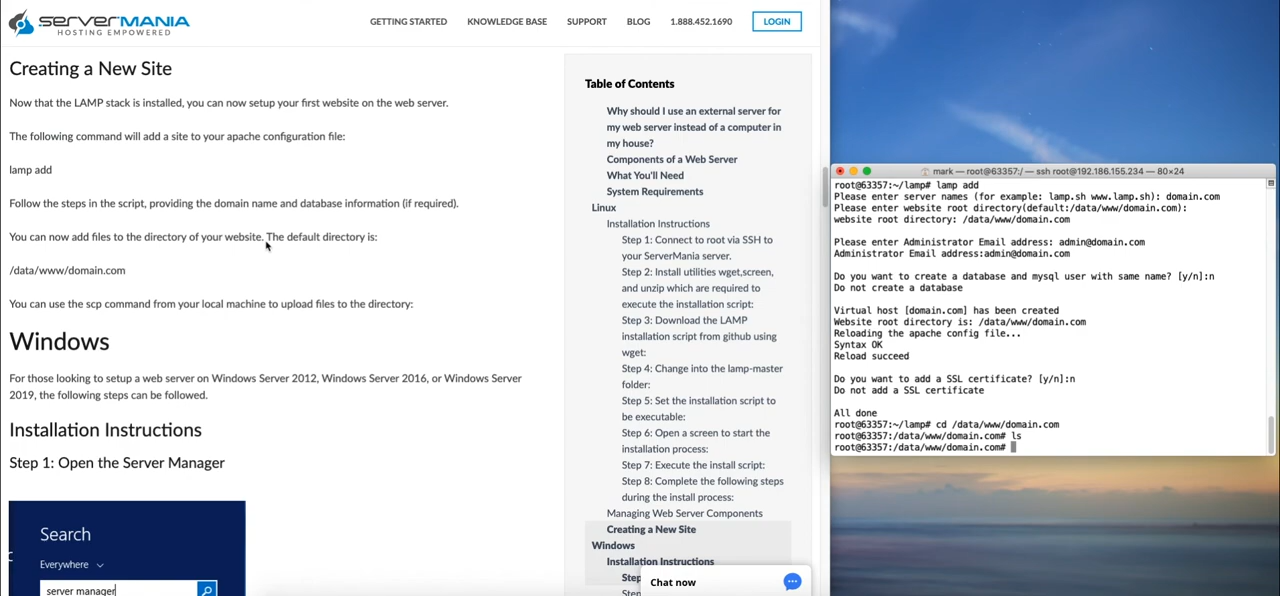 SERVERMANIA
HOSTING EMPOWERED
GETTING STARTED KNOWLEDGE BASE SUPPORT BLOG 1.888.452.1690 LOGIN
Creating a New Site
Now that the LAMP stack is installed, you can now setup your first website on the web server.
The following command will add a site to your apache configuration file:
lamp add
Follow the steps in the script, providing the domain name and database information (if required).
You can now add files to the directory of your website. The default directory is:
/data/www/domain.com
You can use the scp command from your local machine to upload files to the directory:
Windows
For those looking to setup a web server on Windows Server 2012, Windows Server 2016, or Windows Server
2019, the following steps can be followed.
Installation Instructions
Step 1: Open the Server Manager
Search
Everywhere
server manager
Table of Contents
Why should I use an external server for
my web server instead of a computer in
my house?
Components of a Web Server
What You'll Need
System Requirements
Linux
Installation Instructions
Step 1: Connect to root via SSH to
your ServerMania server.
Step 2: Install utilities wget,screen,
and unzip which are required to
execute the installation script:
Step 3: Download the LAMP
installation script from github using
wget:
Step 4: Change into the lamp-master
folder:
Step 5: Set the installation script to
be executable:
Step 6: Open a screen to start the
installation process:
Step 7: Execute the install script:
Step 8: Complete the following steps
during the install process:
Managing Web Server Components
Creating a New Site
Windows
Installation Instructions
Step
Step
Chat now
mark — root@63357:/ — ssh root@192.186.155.234 — 80×24
root@63357:~/lamp# lamp add
Please enter server names (for example: lamp.sh www.lamp.sh): domain.com
Please enter website root directory(default:/data/www/domain.com):
website root directory: /data/www/domain.com
Please enter Administrator Email address: admin@domain.com
Administrator Email address:admin@domain.com
Do you want to create a database and mysql user with same name? [y/n]:n
Do not create a database
Virtual host [domain.com] has been created
Website root directory is: /data/www/domain.com
Reloading the apache config file...
Syntax OK
Reload succeed
Do you want to add a SSL certificate? [y/n]:n
Do not add a SSL certificate
All done
root@63357:~/lamp# cd /data/www/domain.com
root@63357:/data/www/domain.com# ls
root@63357:/data/www/domain.com#